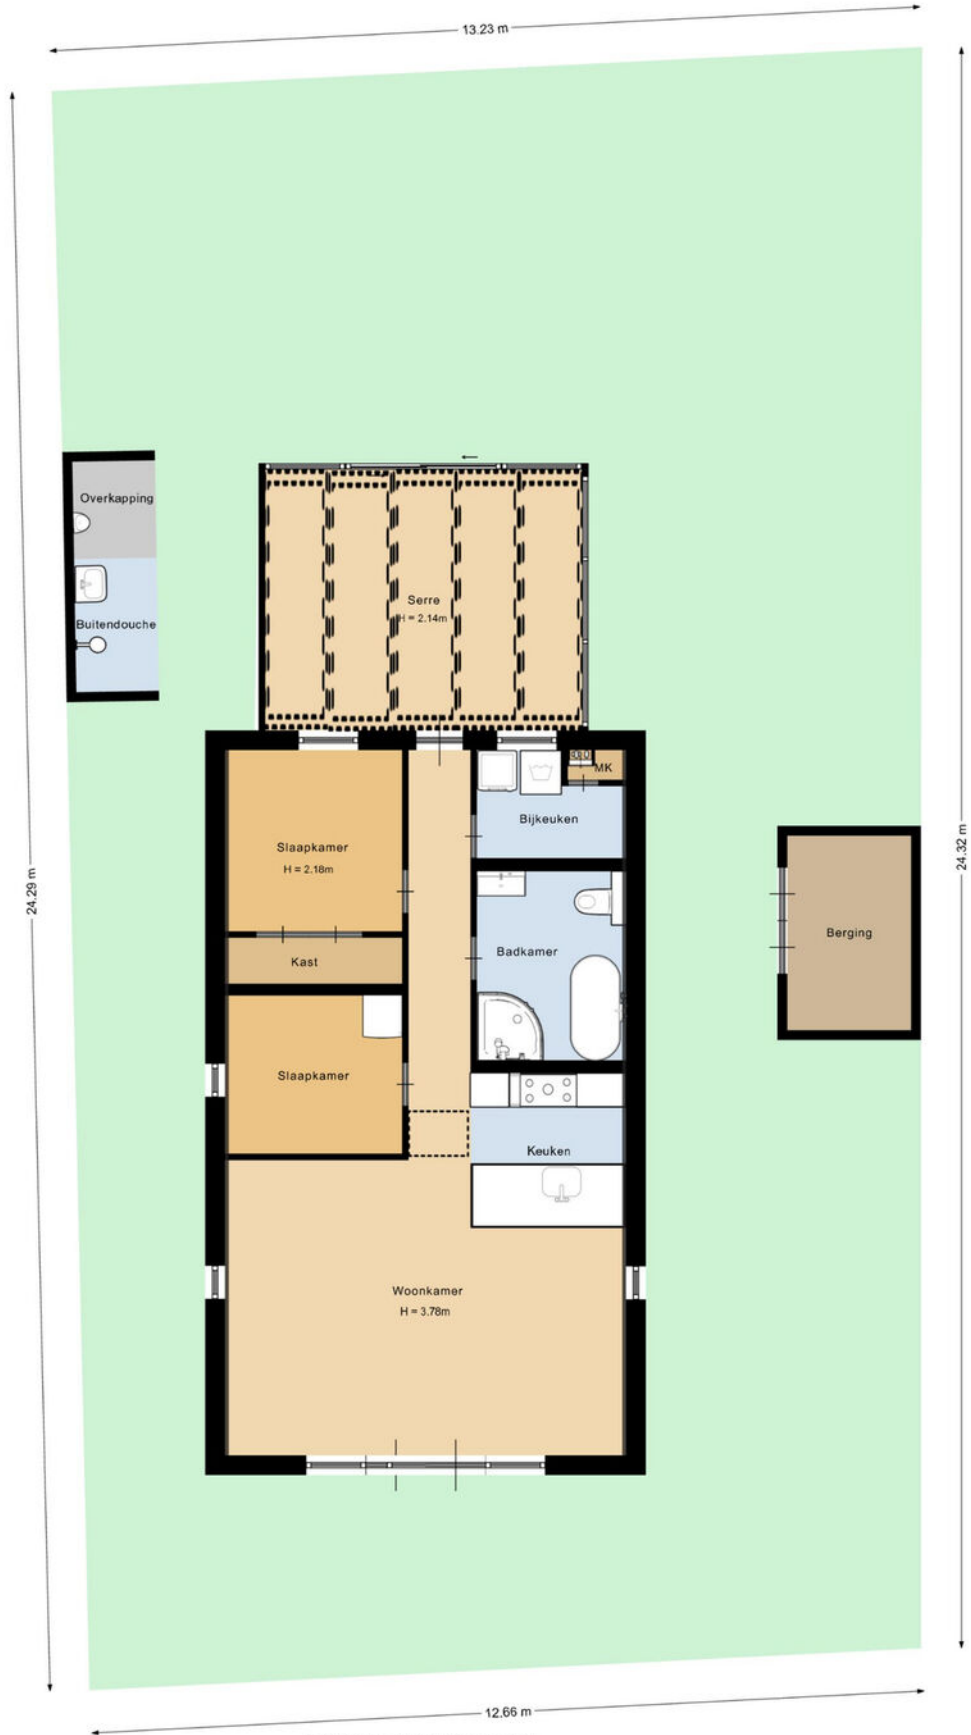 13.23 m
Overkapping
Buitendouche
Serre
H = 2.14m
MK
Bijkeuken
Slaapkamer
H = 2.18m
24.29 m
24.32 m
Berging
Badkamer
Kast
Slaapkamer
Keuken
Woonkamer
H = 3.78m
12.66 m